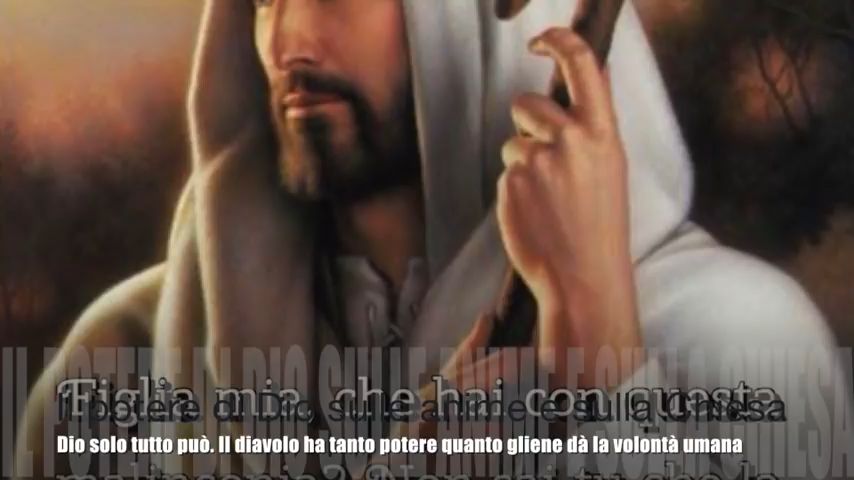 IL POTERE DI DIO SULLE ANIME E SULLA CHIESA
Figlia mia, che hai con questa
Il potere di Dio, sulle anime e sulla Chiesa
Dio solo tutto può. Il diavolo ha tanto potere quanto gliene dà la volontà umana
malinconia? Non sai tu che la